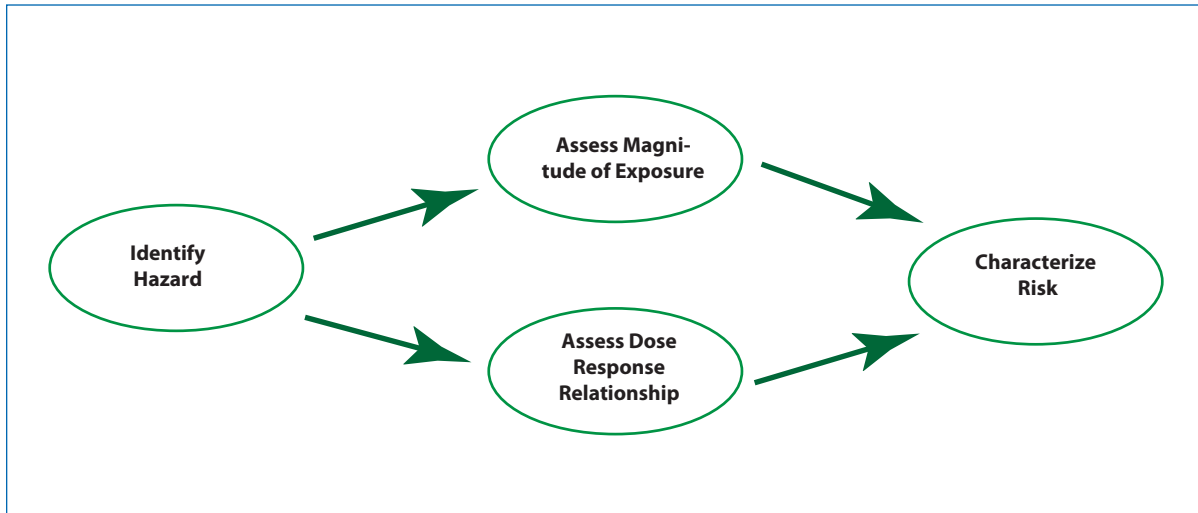 Identify
Hazard
Assess Magni-
tude of Exposure
Assess Dose
Response
Relationship
Characterize
Risk